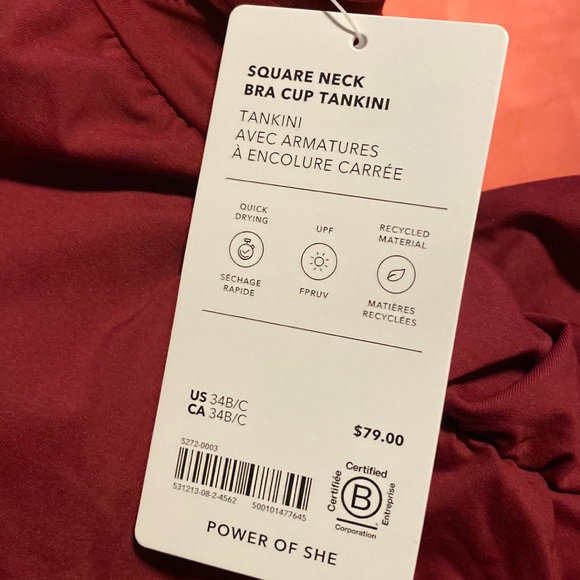 SQUARE NECK
BRA CUP TANKINI
TANKINI
AVEC ARMATURES
À ENCOLURE CARRÉE
QUICK
DRYING
SÉCHAGE
RAPIDE
UPF
FPRUV
RECYCLED
MATERIAL
MATIÈRES
RECYCLÉES
US 34B/C
CA 34B/C
$79.00
S272-0003
531213-08-2-4562 500101477645
Certified
Certifiée
B
Entreprise
Corporation
POWER OF SHE